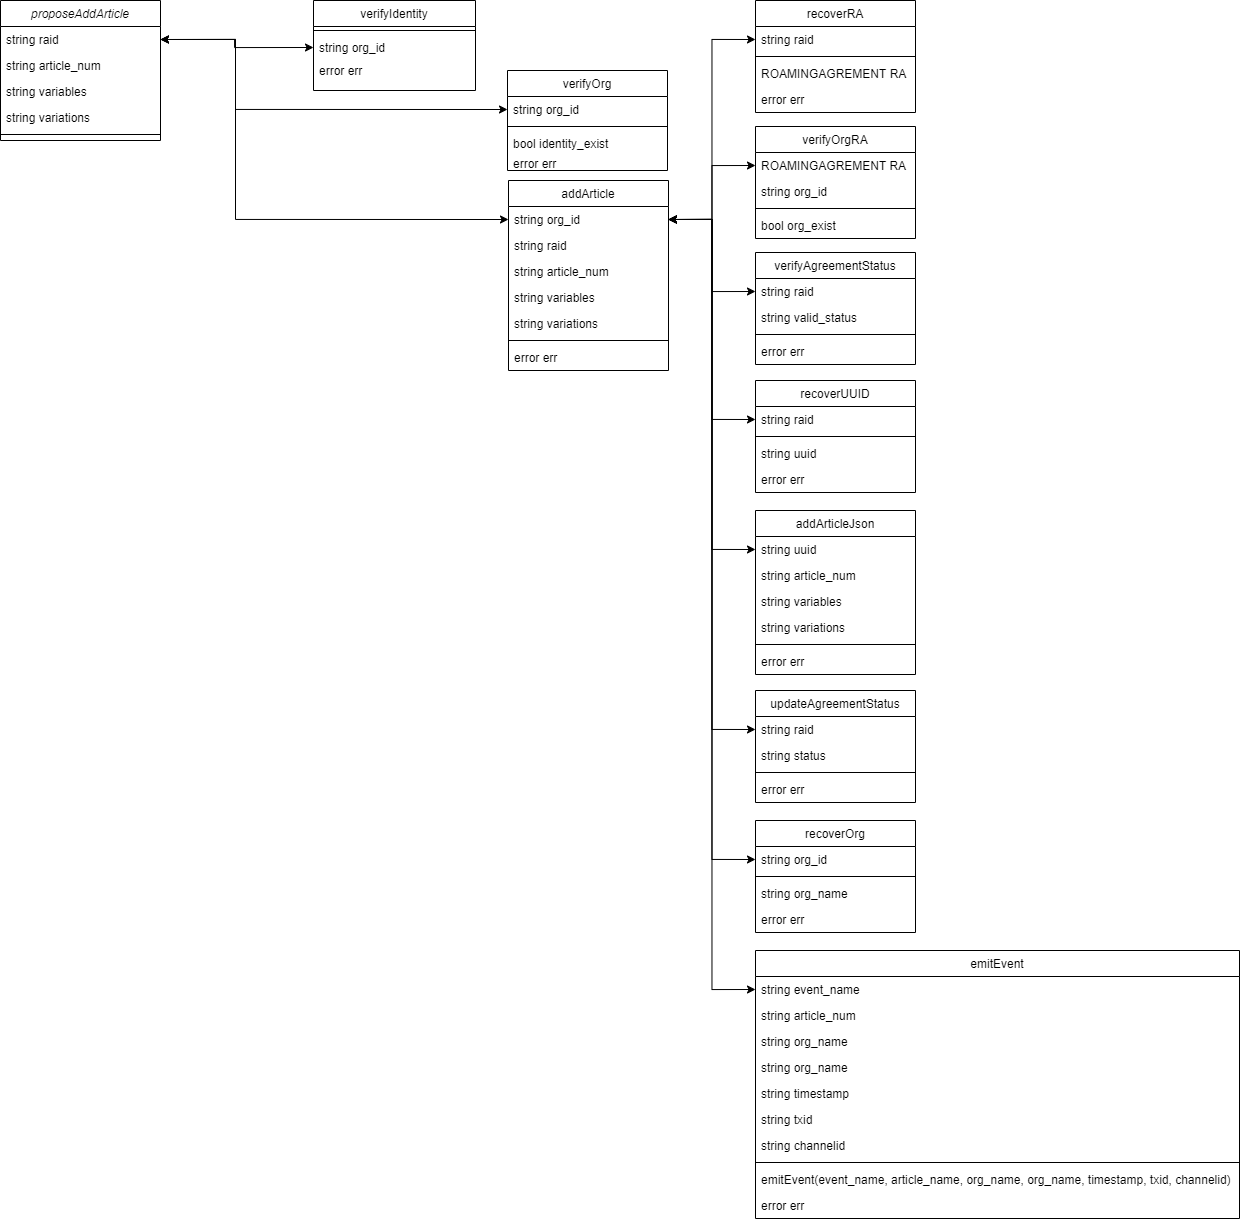 proposeAddArticle
string raid
string article_num
string variables
string variations
verifyIdentity
string org_id
error err
verifyOrg
string org_id
bool identity_exist
error err
addArticle
string org_id
string raid
string article_num
string variables
string variations
error err
recoverRA
string raid
ROAMINGAGREMENT RA
error err
verifyOrgRA
ROAMINGAGREMENT RA
string org_id
bool org_exist
verifyAgreementStatus
string raid
string valid_status
error err
recoverUUID
string raid
string uuid
error err
addArticleJson
string uuid
string article_num
string variables
string variations
error err
updateAgreementStatus
string raid
string status
error err
recoverOrg
string org_id
string org_name
error err
emitEvent
string event_name
string article_num
string org_name
string org_name
string timestamp
string txid
string channelid
emitEvent(event_name, article_name, org_name, org_name, timestamp, txid, channelid)
error err